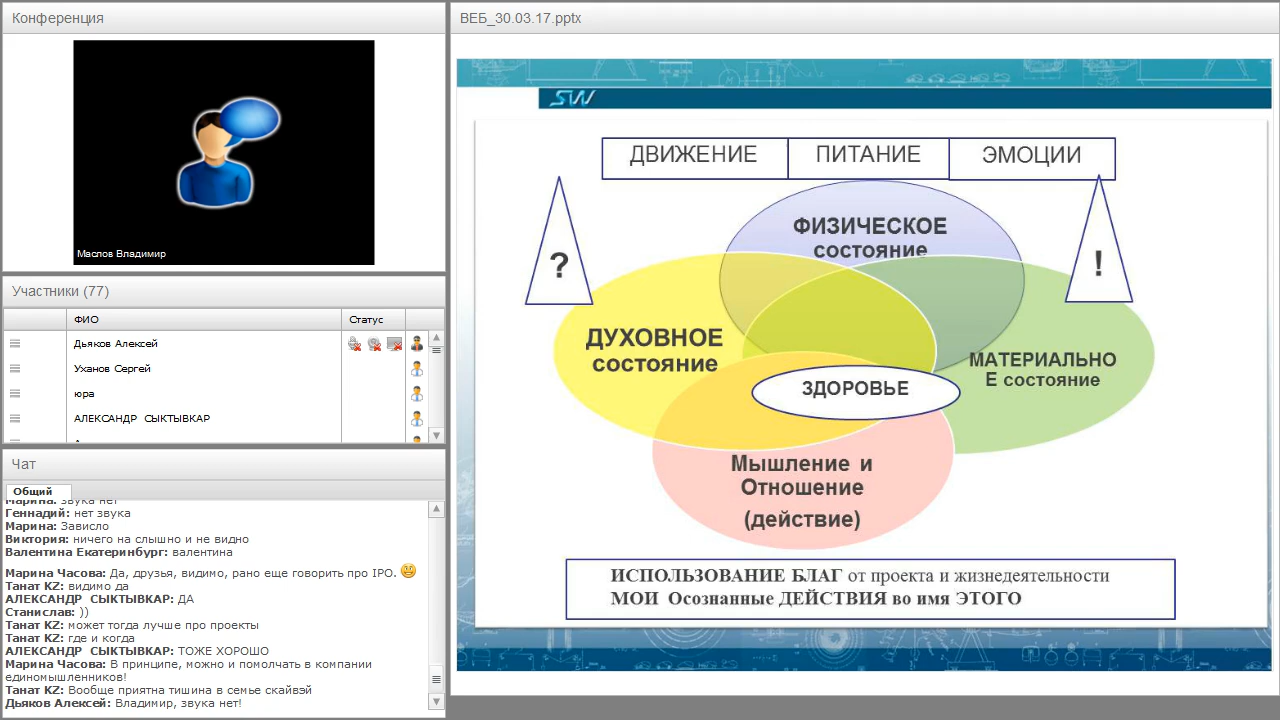 Конференция
Маслов Владимир
Участники (77)
ФИО
Статус
Дьяков Алексей
Уханов Сергей
юра
АЛЕКСАНДР СЫКТЫВКАР
Чат
Общий
Марина: звука нет
Геннадий: нет звука
Марина: Зависло
Виктория: ничего на слышно и не видно
Валентина Екатеринбург: валентина
Марина Часова: Да, друзья, видимо, рано еще говорить про IPO.
Танат KZ: видимо да
АЛЕКСАНДР СЫКТЫВКАР: ДА
Станислав: ))
Танат KZ: может тогда лучше про проекты
Танат KZ: где и когда
АЛЕКСАНДР СЫКТЫВКАР: ТОЖЕ ХОРОШО
Марина Часова: В принципе, можно и помолчать в компании
единомышленников!
Танат KZ: Вообще приятна тишина в семье скайвэй
Дьяков Алексей: Владимир, звука нет!
ВЕБ_30.03.17.pptx
SW
ДВИЖЕНИЕ
ПИТАНИЕ
ЭМОЦИИ
?
!
ФИЗИЧЕСКОЕ
состояние
ДУХОВНОЕ
состояние
МАТЕРИАЛЬНО
Е состояние
ЗДОРОВЬЕ
Мышление и
Отношение
(действие)
ИСПОЛЬЗОВАНИЕ БЛАГ от проекта и жизнедеятельности
МОИ Осознанные ДЕЙСТВИЯ во имя ЭТОГО